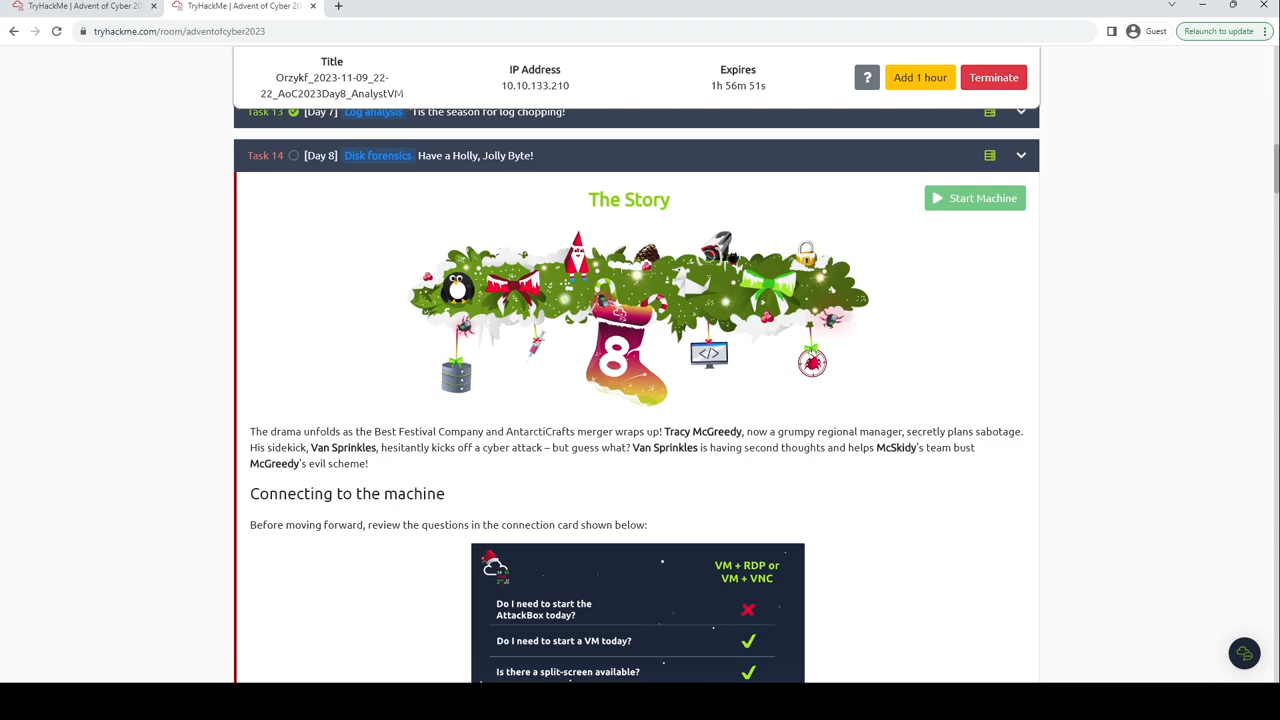 TryHackMe | Advent of Cyber 20
TryHackMe | Advent of Cyber 20
tryhackme.com/room/adventofcyber2023
Guest
Relaunch to update
Title
Orzykf_2023-11-09_22-
22_AoC2023Day8_AnalystVM
IP Address
10.10.133.210
Expires
1h 56m 51s
?
Add 1 hour
Terminate
Task 13 [Day 7] Log analysis 'Tis the season for log chopping!
Task 14 [Day 8] Disk forensics Have a Holly, Jolly Byte!
The Story
Start Machine
8
</>
The drama unfolds as the Best Festival Company and AntarctiCrafts merger wraps up! Tracy McGreedy, now a grumpy regional manager, secretly plans sabotage.
His sidekick, Van Sprinkles, hesitantly kicks off a cyber attack – but guess what? Van Sprinkles is having second thoughts and helps McSkidy's team bust
McGreedy's evil scheme!
Connecting to the machine
Before moving forward, review the questions in the connection card shown below:
VM + RDP or
VM + VNC
Do I need to start the
AttackBox today?
Do I need to start a VM today?
Is there a split-screen available?